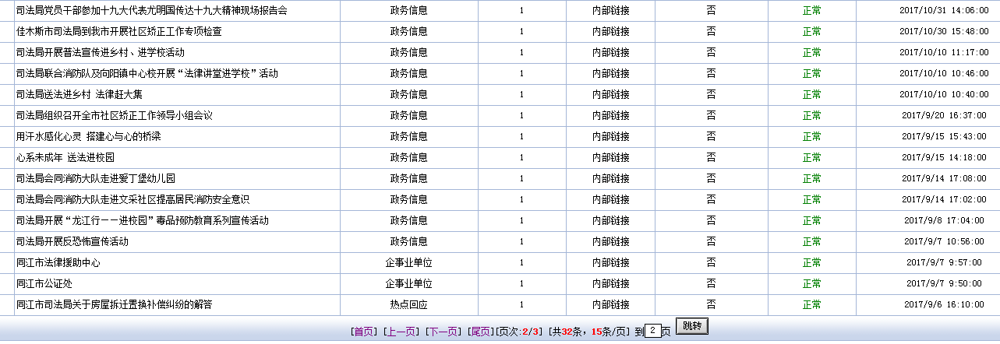 司法局党员干部参加十九大代表尤明国传达十九大精神现场报告会 政务信息 1 内部链接 否 正常 2017/10/31 14:06:00
佳木斯市司法局到我市开展社区矫正工作专项检查 政务信息 1 内部链接 否 正常 2017/10/30 15:48:00
司法局开展普法宣传进乡村、进学校活动 政务信息 1 内部链接 否 正常 2017/10/10 11:17:00
司法局联合消防队及向阳镇中心校开展“法律讲堂进学校”活动 政务信息 1 内部链接 否 正常 2017/10/10 10:46:00
司法局送法进乡村 法律赶大集 政务信息 1 内部链接 否 正常 2017/10/10 10:40:00
司法局组织召开全市社区矫正工作领导小组会议 政务信息 1 内部链接 否 正常 2017/9/20 16:37:00
用汗水感化心灵 搭建心与心的桥梁 政务信息 1 内部链接 否 正常 2017/9/15 15:43:00
心系未成年 送法进校园 政务信息 1 内部链接 否 正常 2017/9/15 14:18:00
司法局会同消防大队走进爱丁堡幼儿园 政务信息 1 内部链接 否 正常 2017/9/14 17:08:00
司法局会同消防大队走进文采社区提高居民消防安全意识 政务信息 1 内部链接 否 正常 2017/9/14 17:02:00
司法局开展“龙江行——进校园”毒品预防教育系列宣传活动 政务信息 1 内部链接 否 正常 2017/9/8 17:04:00
司法局开展反恐怖宣传活动 政务信息 1 内部链接 否 正常 2017/9/7 10:56:00
同江市法律援助中心 企事业单位 1 内部链接 否 正常 2017/9/7 9:57:00
同江市公证处 企事业单位 1 内部链接 否 正常 2017/9/7 9:50:00
同江市司法局关于房屋拆迁置换补偿纠纷的解答 热点回应 1 内部链接 否 正常 2017/9/6 16:10:00
[首页] [上一页] [下一页] [尾页][页次:2/3] [共32条，15条/页] 到 2 页 跳转